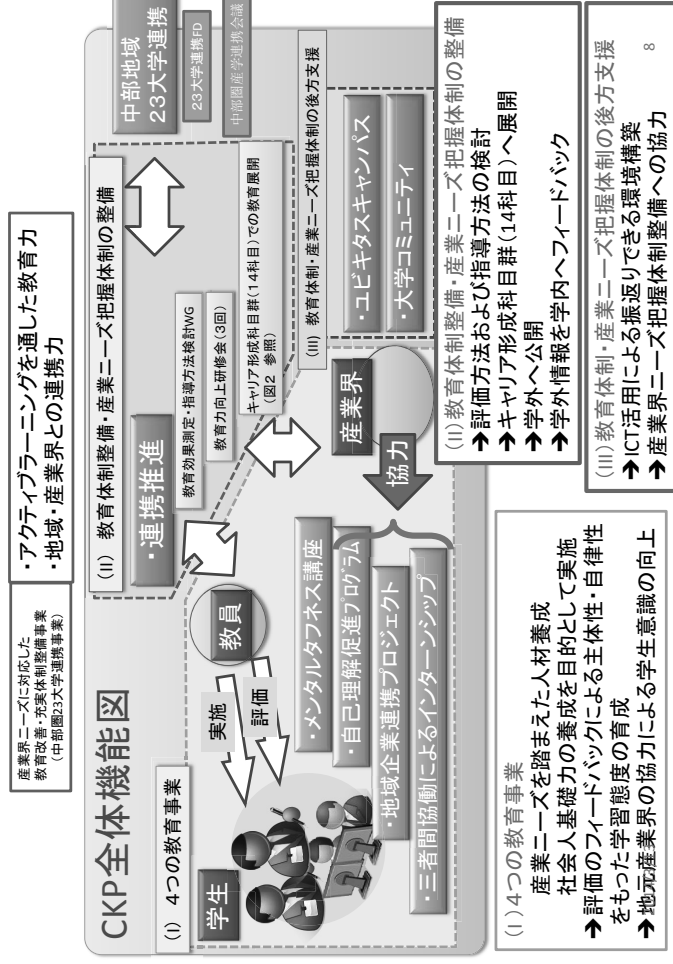 産業界ニーズに対応した
教育改善・充実体制整備事業
(中部圏23大学連携事業)
・アクティブラーニングを通した教育力
・地域・産業界との連携力
CKP全体機能図
(Ⅰ) 4つの教育事業
学生
実施
評価
教員
・メンタルタフネス講座
・自己理解促進プログラム
・地域企業連携プロジェクト
・三者間協働によるインターンシップ
協力
産業界
(Ⅱ) 教育体制整備・産業ニーズ把握体制の整備
・連携推進
教育効果測定・指導方法検討WG
教育力向上研修会(3回)
キャリア形成科目群(14科目)での教育展開
(図2 参照)
中部地域
23大学連携
23大学連携FD
中部圏産学連携会議
(Ⅲ) 教育体制・産業ニーズ把握体制の後方支援
・ユビキタスキャンパス
・大学コミュニティ
(Ⅰ)4つの教育事業
産業ニーズを踏まえた人材養成
社会人基礎力の養成を目的として実施
➔評価のフィードバックによる主体性・自律性
をもった学習態度の育成
➔地元産業界の協力による学生意識の向上
(Ⅱ)教育体制整備・産業ニーズ把握体制の整備
➔評価方法および指導方法の検討
➔キャリア形成科目群(14科目)へ展開
➔学外へ公開
➔学外情報を学内へフィードバック
(Ⅲ)教育体制・産業ニーズ把握体制の後方支援
➔ICT活用による振返りできる環境構築
➔産業界ニーズ把握体制整備への協力
8